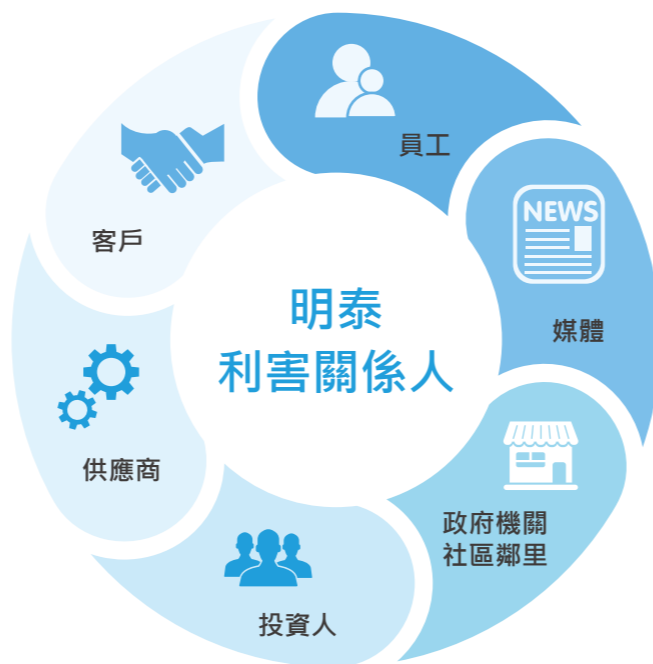 明泰
利害關係人
員工
NEWS
媒體
政府機關
社區鄰里
投資人
供應商
客戶